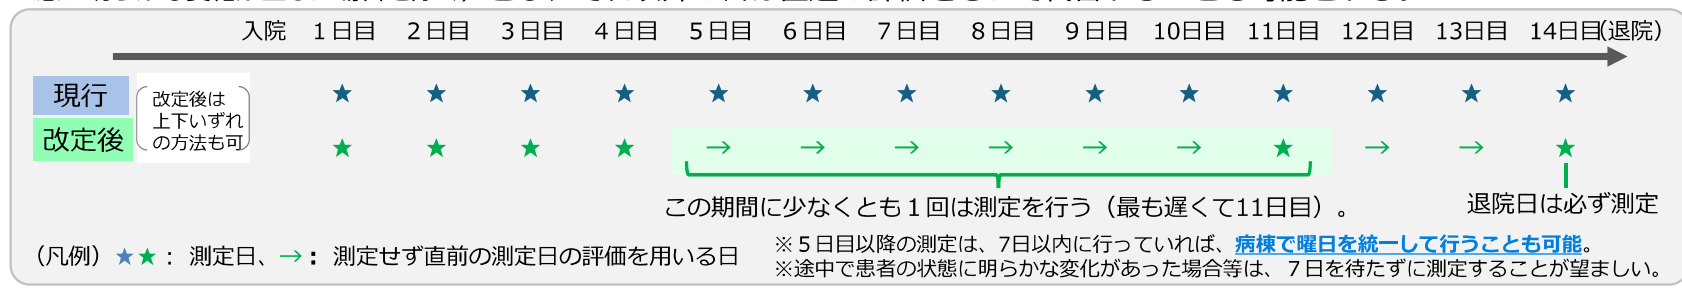 入院 1日目 2日目 3日目 4日目 5日目 6日目 7日目 8日目 9日目 10日目 11日目 12日目 13日目 14日目(退院)
現行 ★ ★ ★ ★ ★ ★ ★ ★ ★ ★ ★ ★ ★ ★
改定後は
上下いずれ
の方法も可
改定後 ★ ★ ★ ★ → → → → → → ★ → → ★
この期間に少なくとも1回は測定を行う（最も遅くて11日目）。
退院日は必ず測定
（凡例）★★： 測定日、→： 測定せず直前の測定日の評価を用いる日
※５日目以降の測定は、7日以内に行っていれば、病棟で曜日を統一して行うことも可能。
※途中で患者の状態に明らかな変化があった場合等は、７日を待たずに測定することが望ましい。